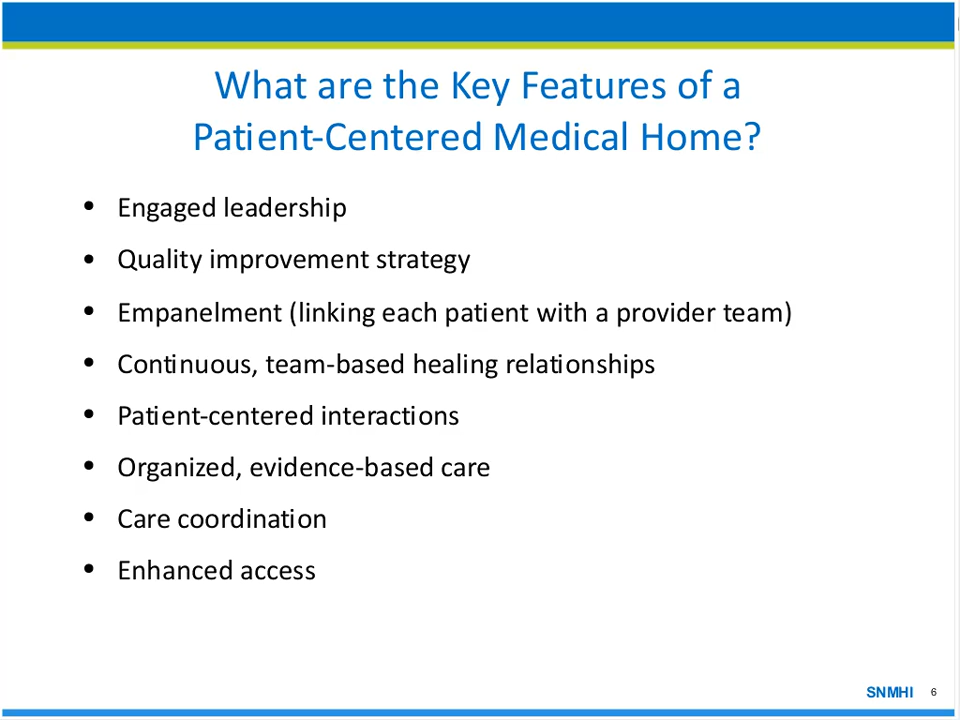 What are the Key Features of a
Patient-Centered Medical Home?
• Engaged leadership
• Quality improvement strategy
• Empanelment (linking each patient with a provider team)
• Continuous, team-based healing relationships
• Patient-centered interactions
• Organized, evidence-based care
• Care coordination
• Enhanced access
SNMHI 6